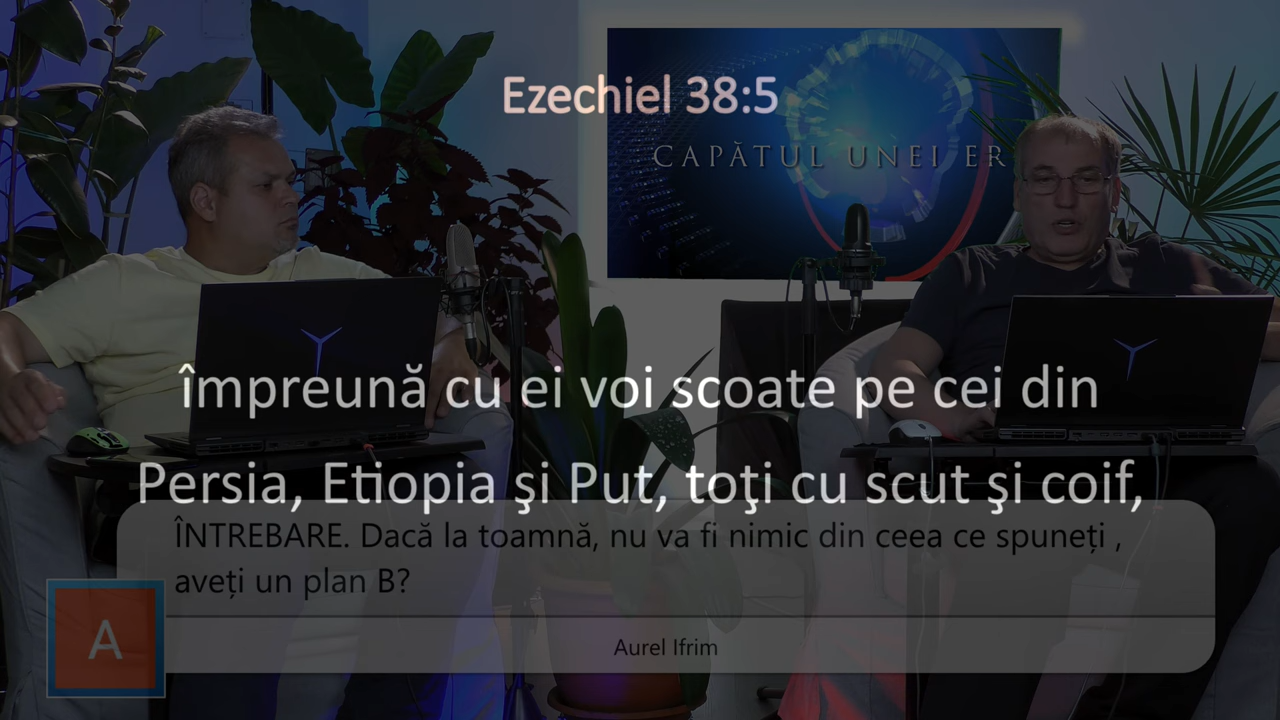 Ezechiel 38:5
CAPĂTUL UNEI ER
împreună cu ei voi scoate pe cei din
Persia, Etiopia şi Put, toţi cu scut şi coif,
ÎNTREBARE. Dacă la toamnă, nu va fi nimic din ceea ce spuneți ,
aveți un plan B?
A
Aurel Ifrim